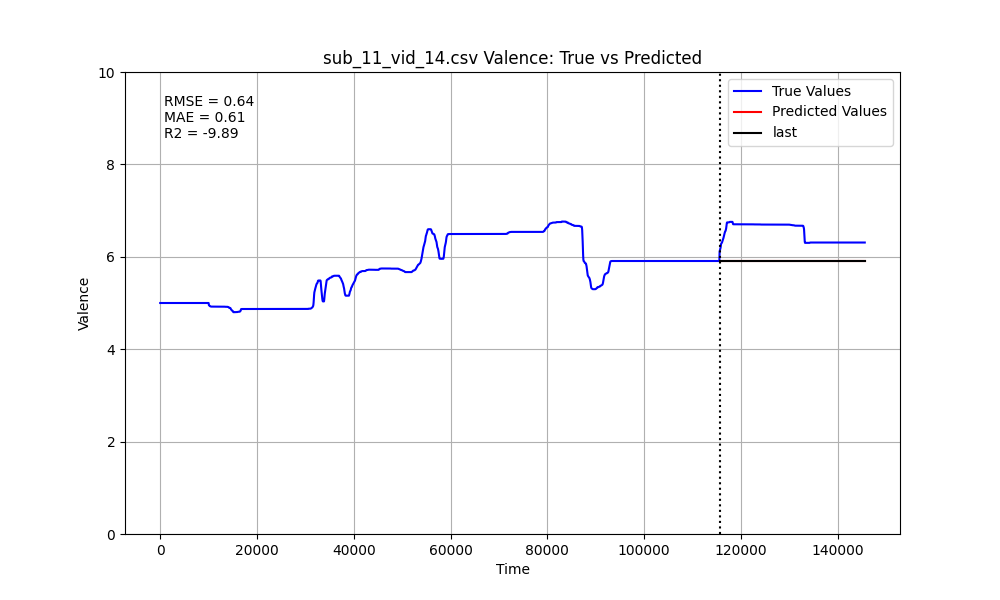 sub_11_vid_14.csv Valence: True vs Predicted
10
8
6
4
2
0
Valence
RMSE = 0.64
MAE = 0.61
R2 = -9.89
True Values
Predicted Values
last
0 20000 40000 60000 80000 100000 120000 140000
Time